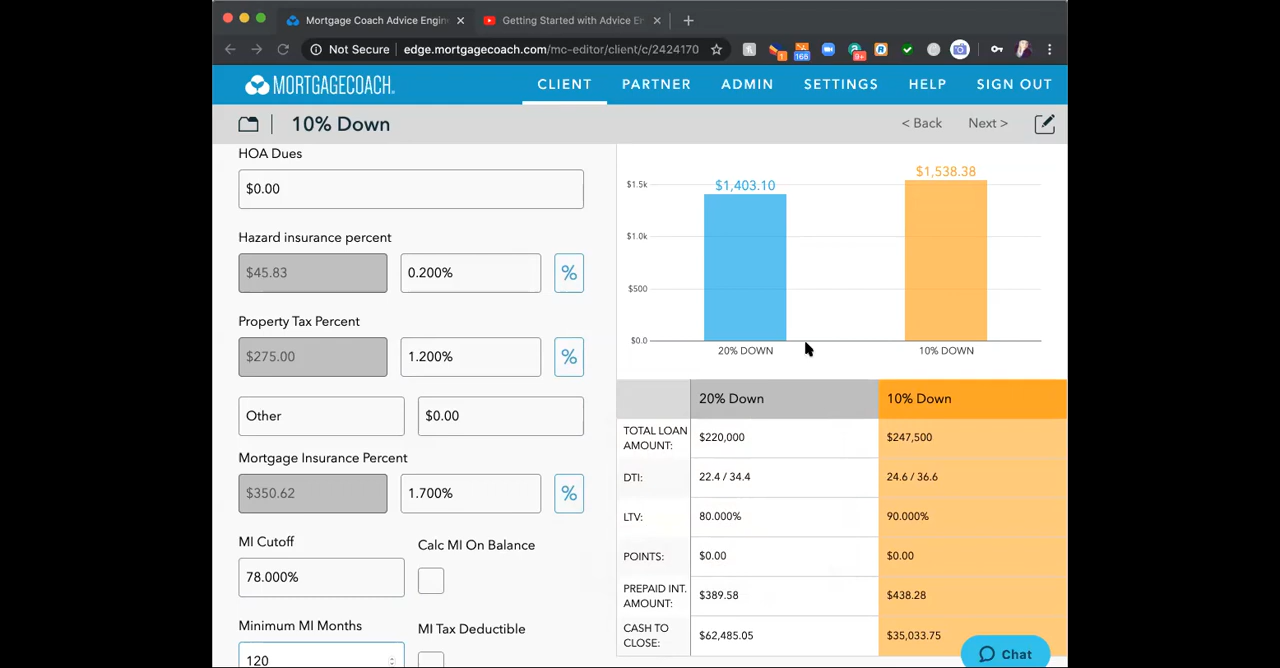 Mortgage Coach Advice Engin
Getting Started with Advice En
Not Secure
edge.mortgagecoach.com/mc-editor/client/c/2424170
1
166
9+
MORTGAGECOACH.
CLIENT
PARTNER
ADMIN
SETTINGS
HELP
SIGN OUT
10% Down
< Back
Next >
HOA Dues
$0.00
Hazard insurance percent
$45.83
0.200%
%
Property Tax Percent
$275.00
1.200%
%
Other
$0.00
Mortgage Insurance Percent
$350.62
1.700%
%
MI Cutoff
78.000%
Calc MI On Balance
Minimum MI Months
120
MI Tax Deductible
$1,403.10
$1,538.38
$1.5k
$1.0k
$500
$0.0
20% DOWN
10% DOWN
20% Down
10% Down
TOTAL LOAN
AMOUNT:
$220,000
$247,500
DTI:
22.4 / 34.4
24.6 / 36.6
LTV:
80.000%
90.000%
POINTS:
$0.00
$0.00
PREPAID INT.
AMOUNT:
$389.58
$438.28
CASH TO
CLOSE:
$62,485.05
$35,033.75
Chat